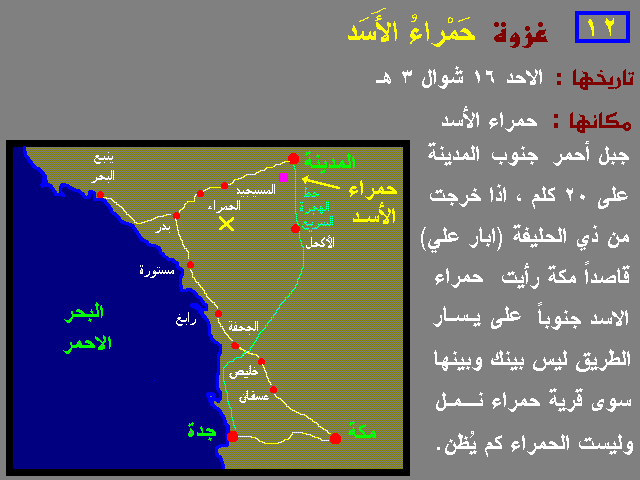 ١٢
غزوة حَمْراءُ الأَسَد
تاريخها : الاحد ١٦ شوال ٣ هـ
مكانها : حمراء الأسد
جبل أحمر جنوب المدينة
على ٢٠ كلم ، اذا خرجت
من ذي الحليفة (ابار علي)
قاصداً مكة رأيت حمراء
الاسد جنوباً على يسار
الطريق ليس بينك وبينها
سوى قرية حمراء نمل
وليست الحمراء كم يُظن.
ينبع
البحر
المدينة
المسيجيد
حمراء
الأسد
الحمراء
خط
الهجرة
السريع
بدر
الأكحل
مستورة
رابغ
البحر
الاحمر
الجحفة
خليص
عسفان
جدة
مكة